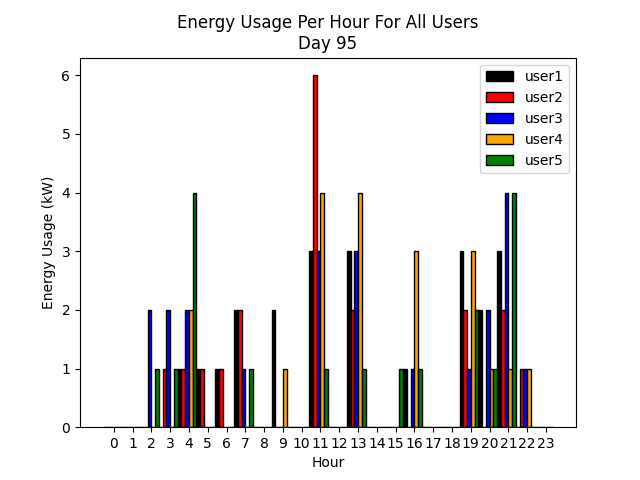 Energy Usage Per Hour For All Users
Day 95
user1
user2
user3
user4
user5
Energy Usage (kW)
6
5
4
3
2
1
0
0 1 2 3 4 5 6 7 8 9 10 11 12 13 14 15 16 17 18 19 20 21 22 23
Hour